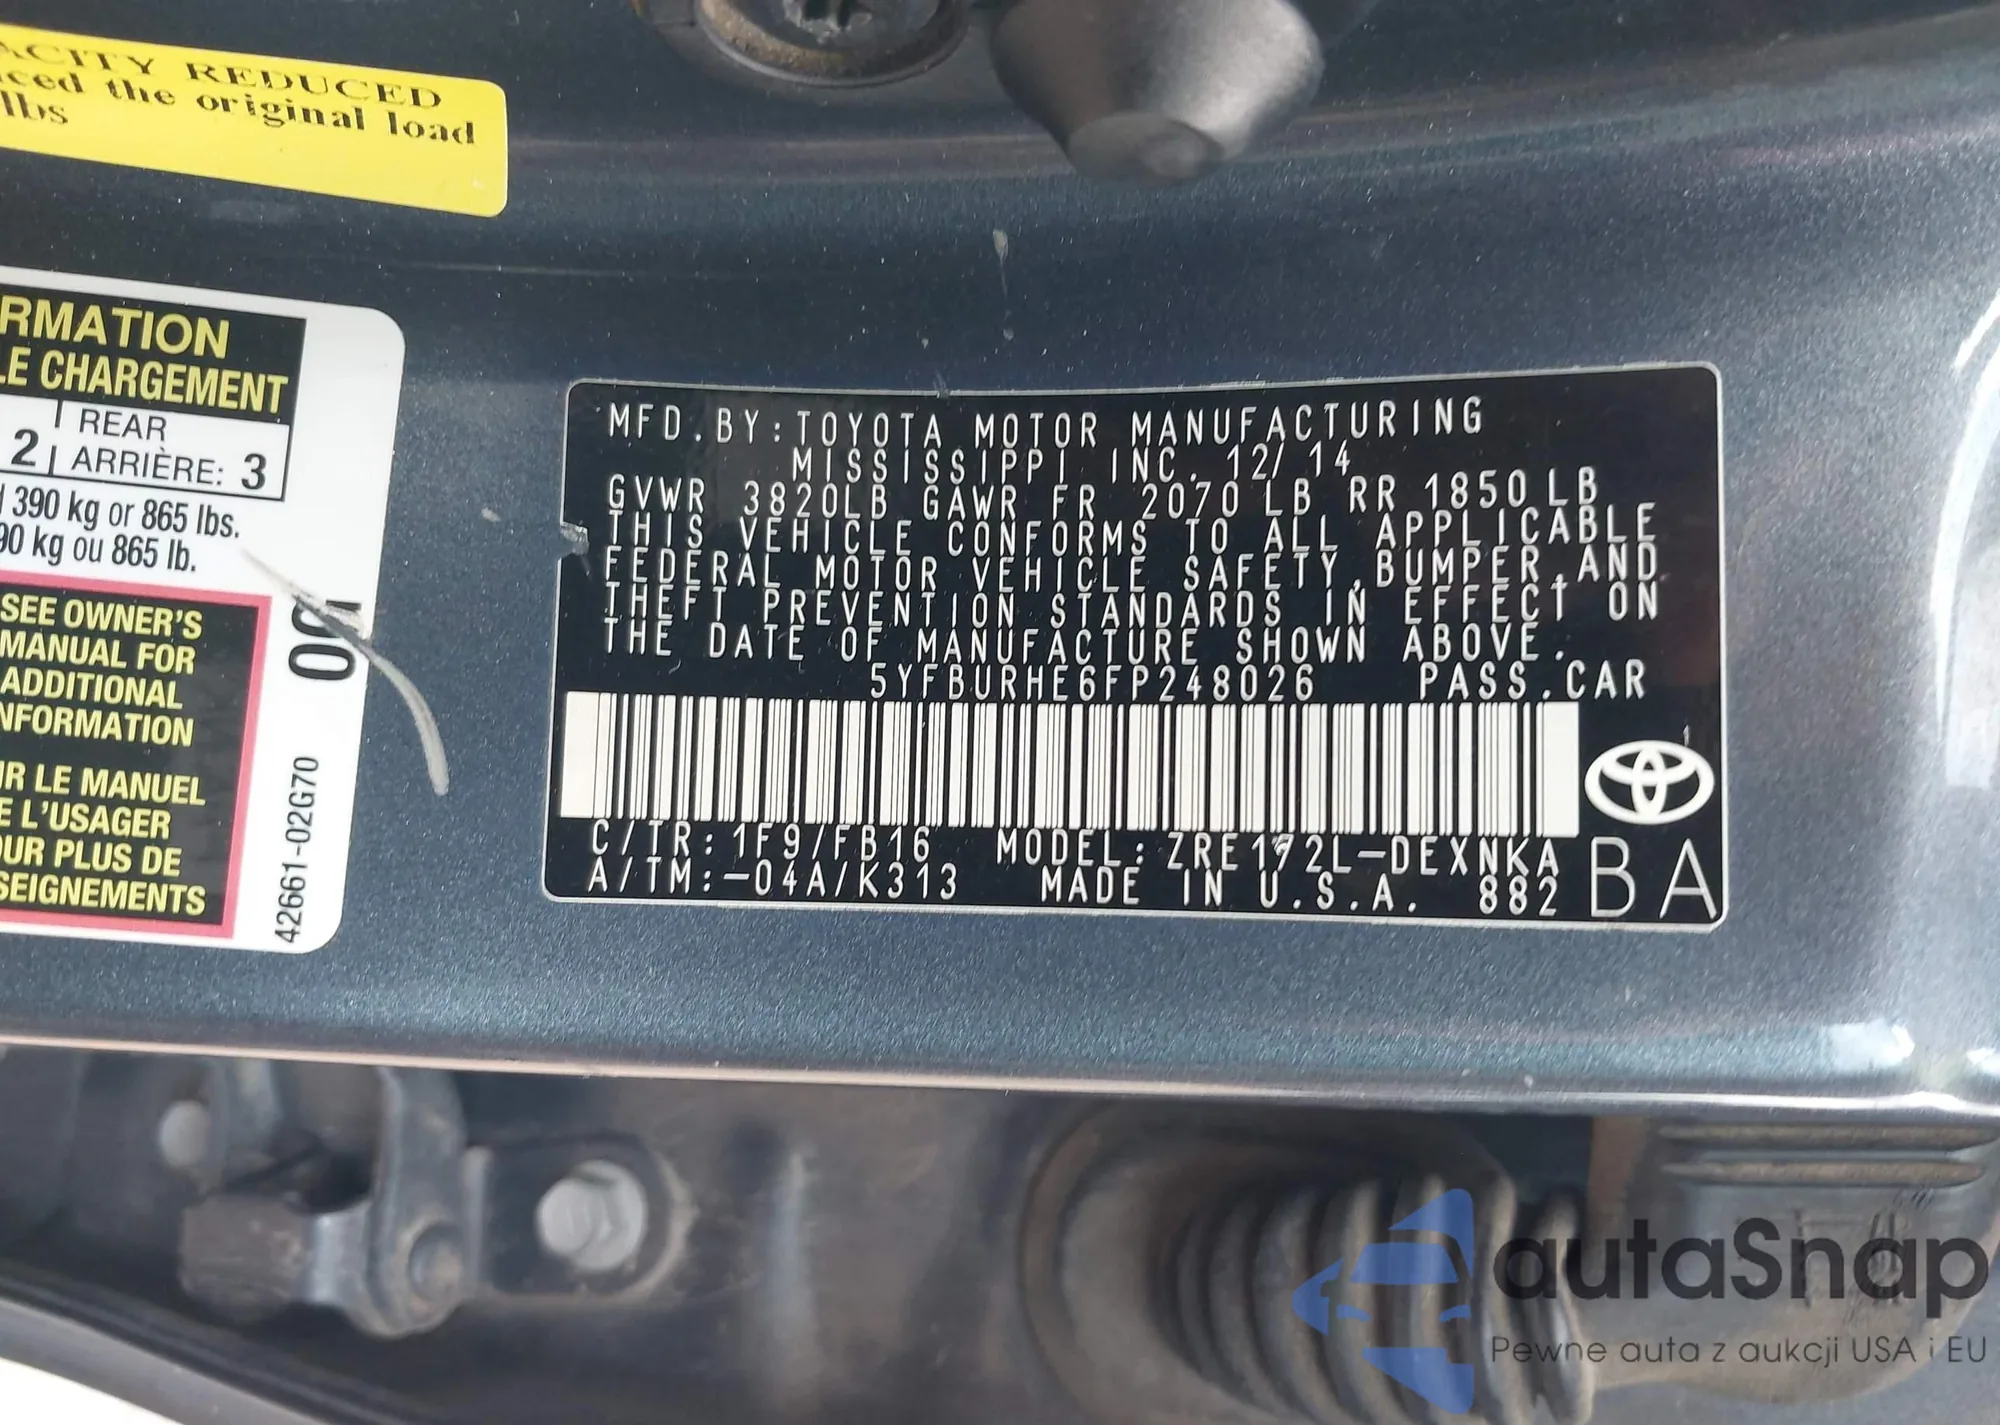 ACITY REDUCED
ced the original load
lbs
RMATION
LE CHARGEMENT
REAR
2 ARRIÈRE: 3
390 kg or 865 lbs.
90 kg ou 865 lb.
SEE OWNER'S
MANUAL FOR
ADDITIONAL
NFORMATION
IR LE MANUEL
E L'USAGER
OUR PLUS DE
SEIGNEMENTS
42661-02G70
MFD.BY:TOYOTA MOTOR MANUFACTURING
MISSISSIPPI INC. 12/14
GVWR 3820LB GAWR FR 2070LB RR 1850LB
THIS VEHICLE CONFORMS TO ALL APPLICABLE
FEDERAL MOTOR VEHICLE SAFETY,BUMPER,AND
THEFT PREVENTION STANDARDS IN EFFECT ON
THE DATE OF MANUFACTURE SHOWN ABOVE.
5YFBURHE6FP248026 PASS.CAR
1
C/TR:1F9/FB16 MODEL:ZRE172L-DEXNKA
A/TM:-04A/K313 MADE IN U.S.A. 882
BA
autaSnap
Pewne auta z aukcji USA i EU